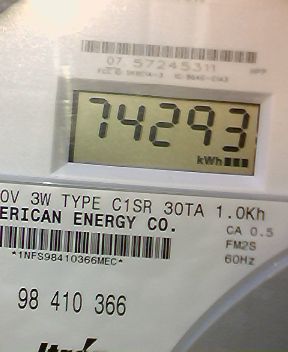 07 57245311
74293
kWh
0V 3W TYPE C1SR 30TA 1.0Kh
ERICAN ENERGY CO.
CA 0.5
FM2S
60Hz
*1NFS98410366MEC*
98 410 366
Itrón